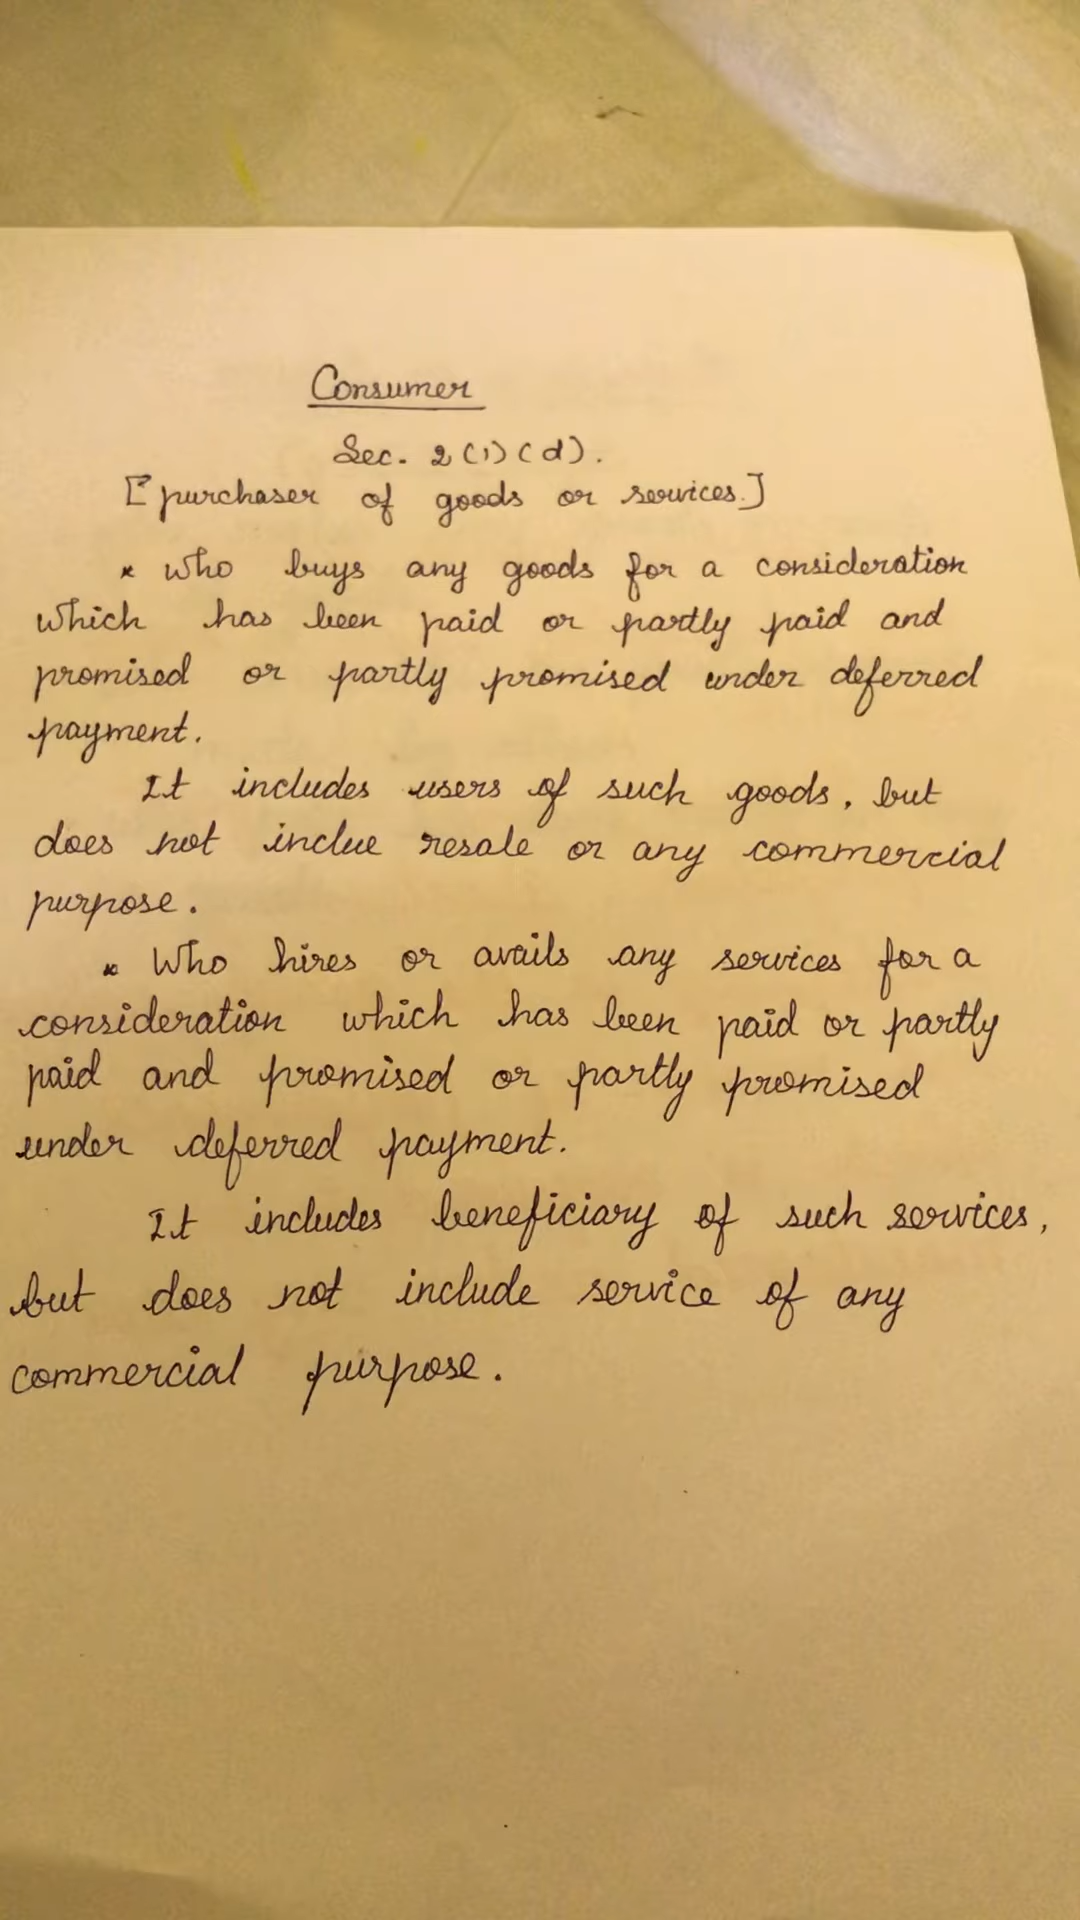 Consumer
Sec. 2(1)(d).
[purchaser of goods or services.]
* Who buys any goods for a consideration
which has been paid or partly paid and
promised or partly promised under deferred
payment.
It includes users of such goods, but
does not inclue resale or any commercial
purpose.
* Who hires or avails any services for a
consideration which has been paid or partly
paid and promised or partly promised
under deferred payment.
It includes beneficiary of such services,
but does not include service of any
commercial purpose.